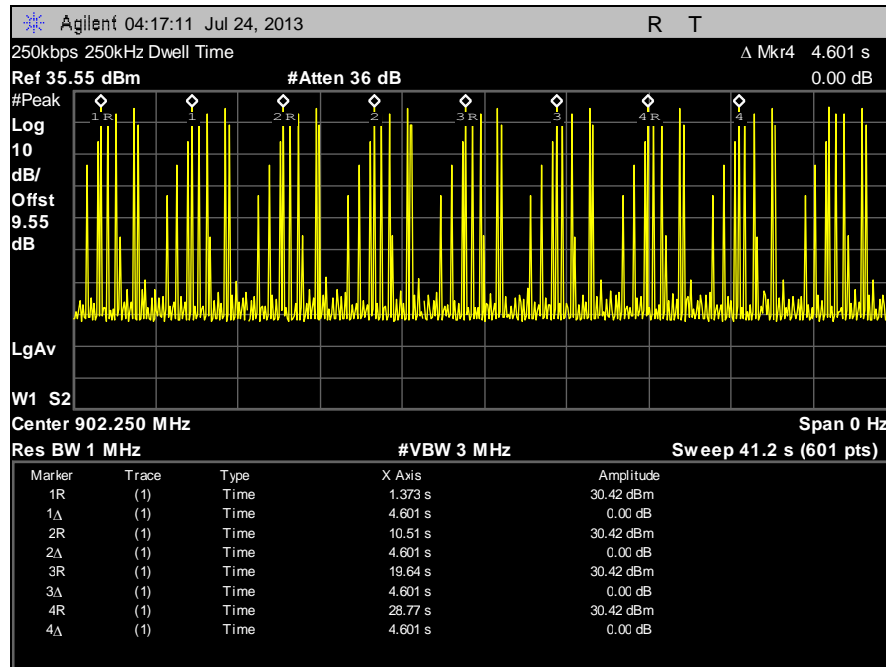 Agilent 04:17:11 Jul 24, 2013 R T
250kbps 250kHz Dwell Time Δ Mkr4 4.601 s
Ref 35.55 dBm #Atten 36 dB 0.00 dB
#Peak
1R 1 2R 2 3R 3 4R 4
Log
10
dB/
Offst
9.55
dB
LgAv
W1 S2
Center 902.250 MHz Span 0 Hz
Res BW 1 MHz #VBW 3 MHz Sweep 41.2 s (601 pts)
Marker Trace Type X Axis Amplitude
1R (1) Time 1.373 s 30.42 dBm
1Δ (1) Time 4.601 s 0.00 dB
2R (1) Time 10.51 s 30.42 dBm
2Δ (1) Time 4.601 s 0.00 dB
3R (1) Time 19.64 s 30.42 dBm
3Δ (1) Time 4.601 s 0.00 dB
4R (1) Time 28.77 s 30.42 dBm
4Δ (1) Time 4.601 s 0.00 dB